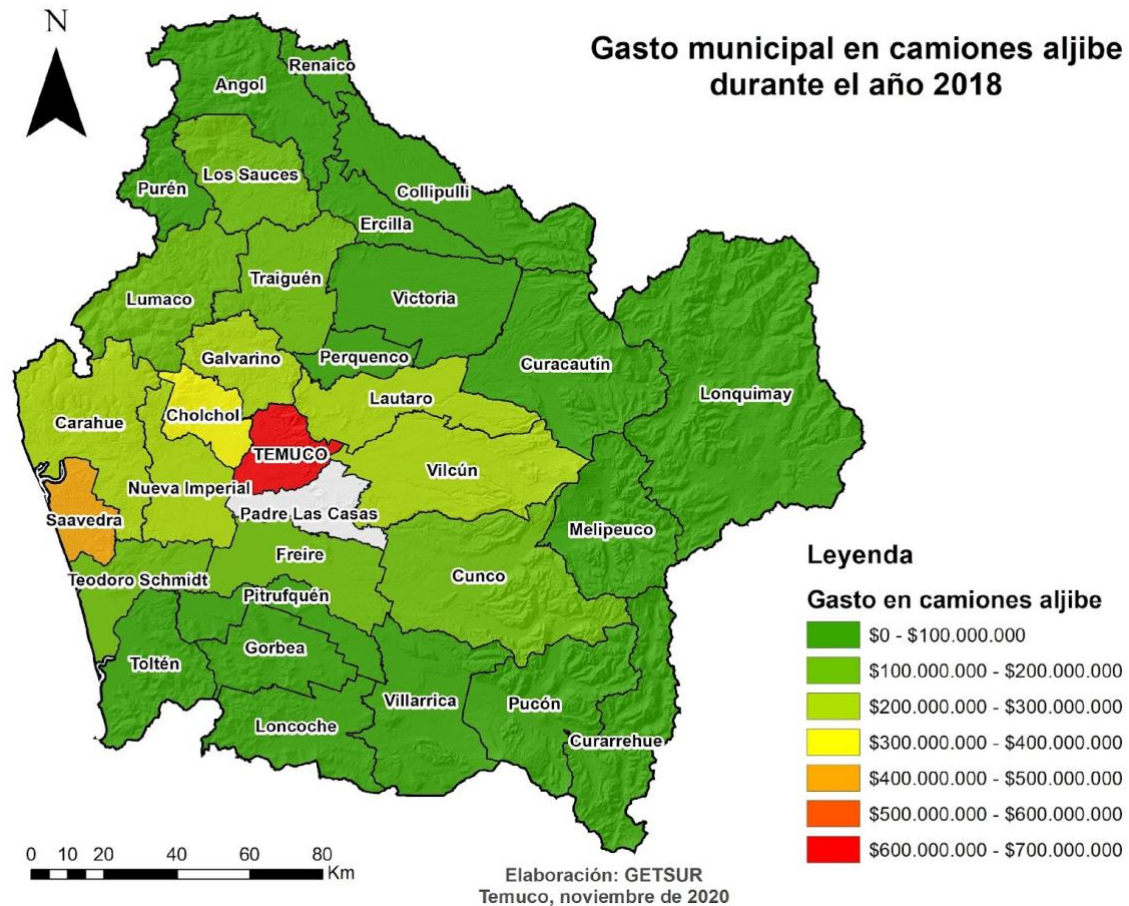 N
Gasto municipal en camiones aljibe
durante el año 2018
Renaico
Angol
Los Sauces
Purén
Collipulli
Ercilla
Traiguén
Lumaco
Victoria
Galvarino
Perquenco
Curacautín
Lonquimay
Lautaro
Cholchol
Carahue
TEMUCO
Vilcún
Nueva Imperial
Padre Las Casas
Saavedra
Melipeuco
Freire
Cunco
Teodoro Schmidt
Pitrufquén
Gorbea
Toltén
Villarrica
Pucón
Loncoche
Curarrehue
Leyenda
Gasto en camiones aljibe
$0 - $100.000.000
$100.000.000 - $200.000.000
$200.000.000 - $300.000.000
$300.000.000 - $400.000.000
$400.000.000 - $500.000.000
$500.000.000 - $600.000.000
$600.000.000 - $700.000.000
0 10 20 40 60 80
Km
Elaboración: GETSUR
Temuco, noviembre de 2020